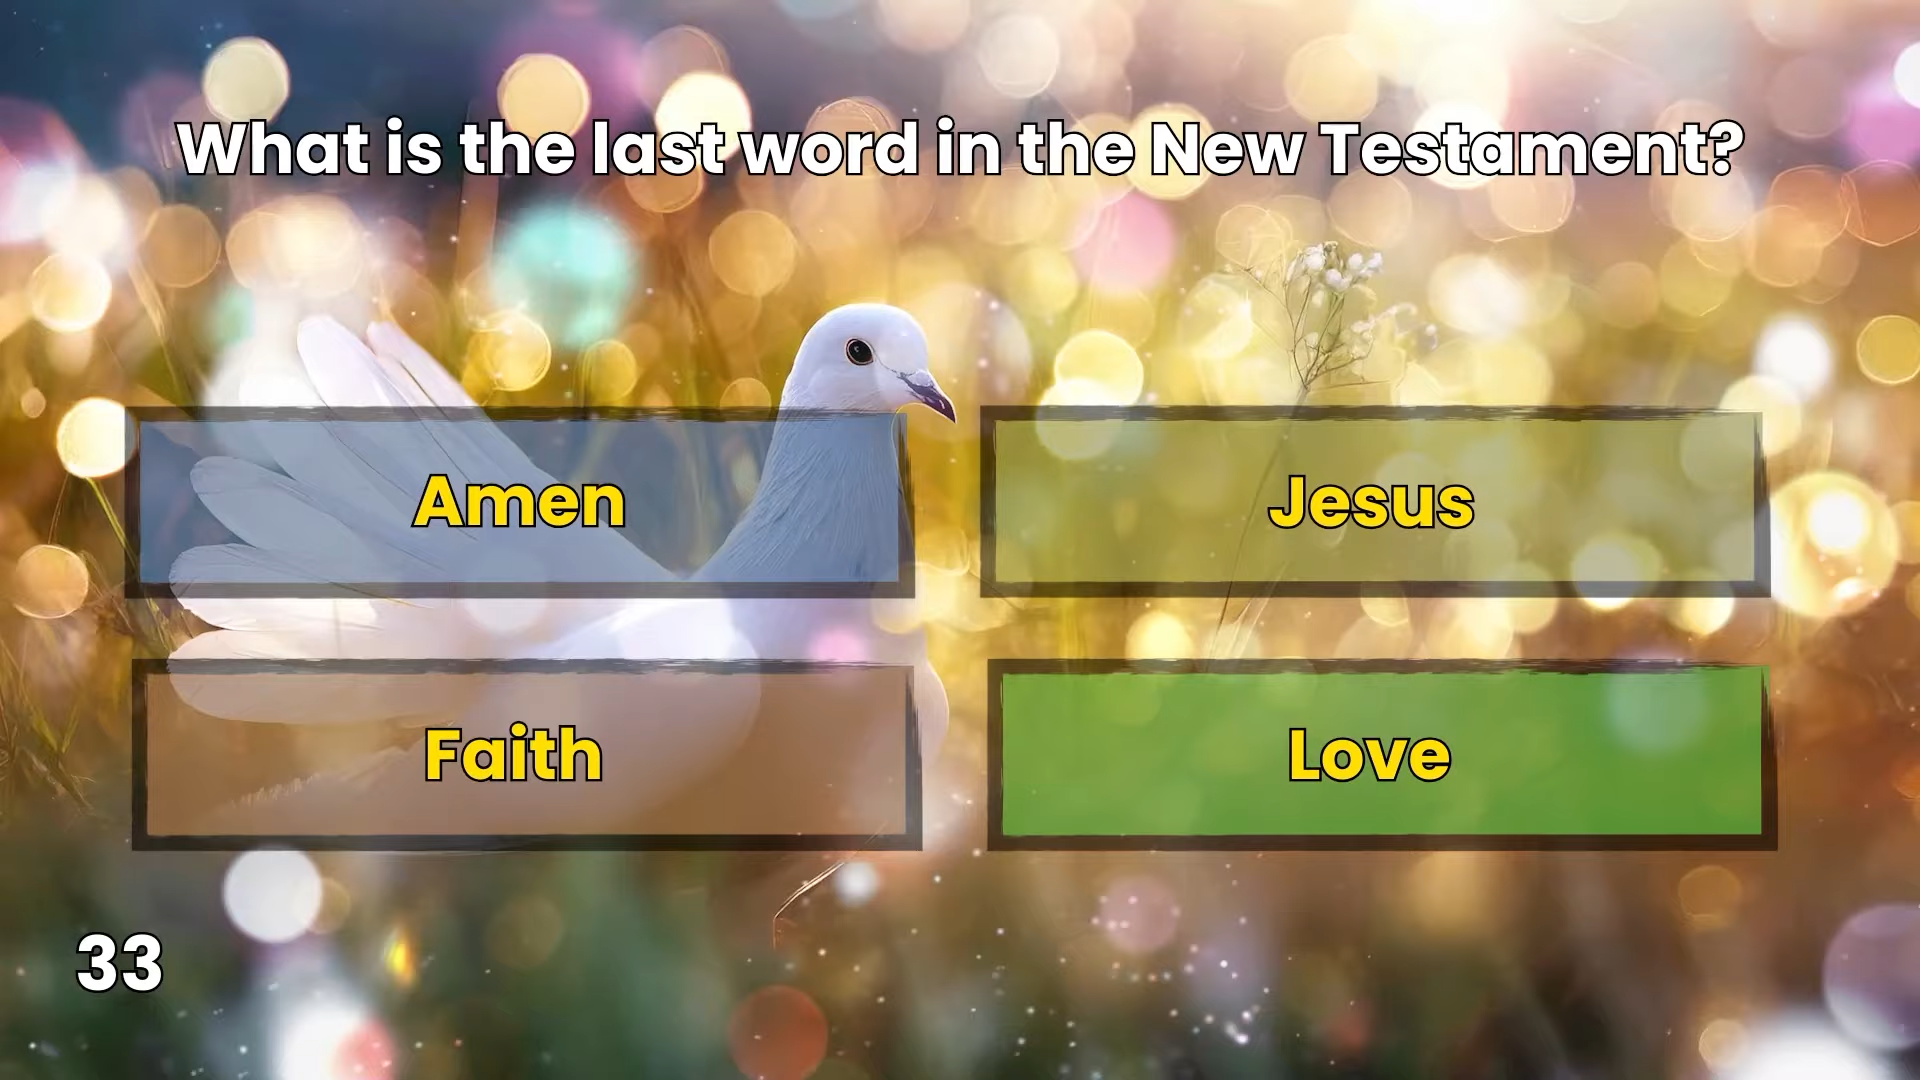 What is the last word in the New Testament?
Amen
Jesus
Faith
Love
33